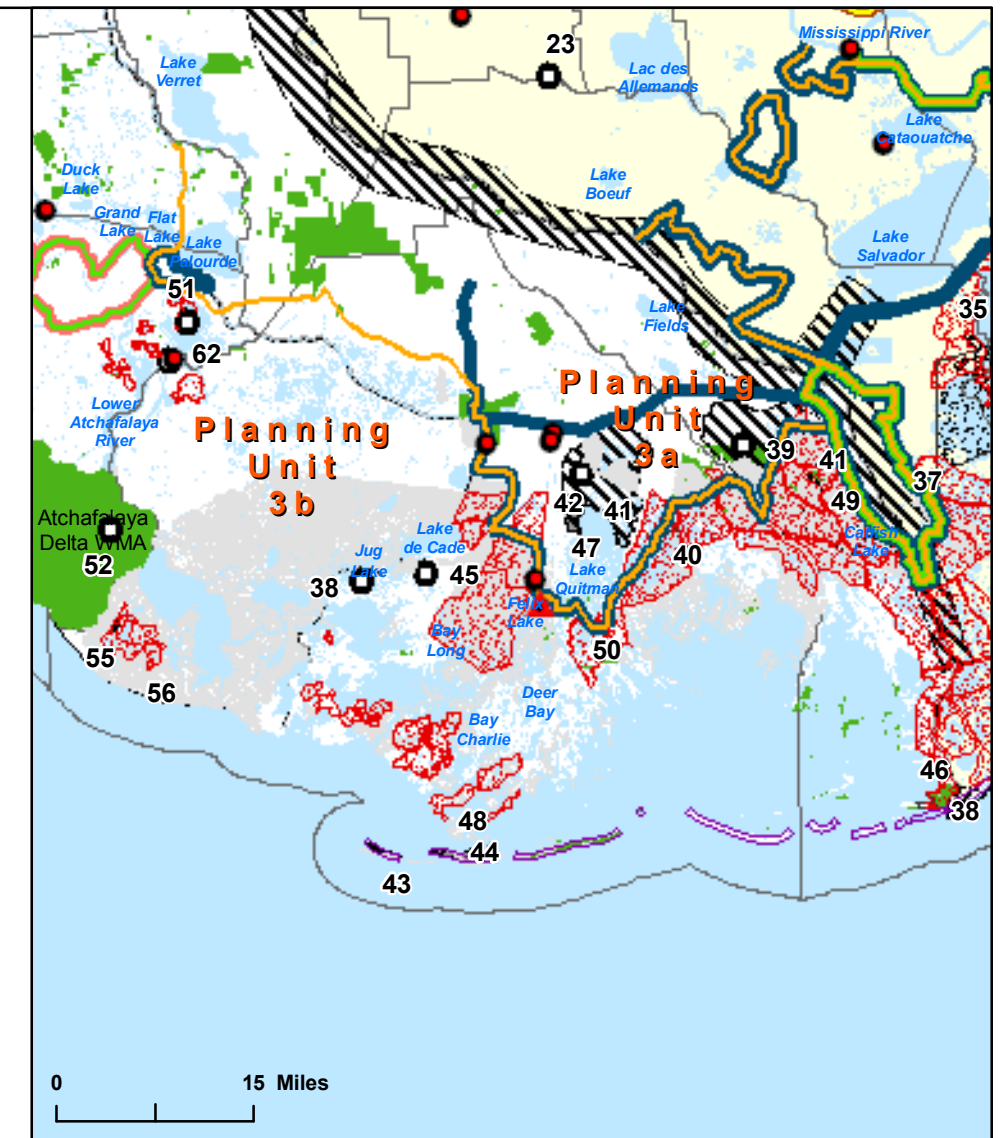 Mississippi River
23
Lake
Verret
Lac des
Allemands
Lake
Cataouatche
Duck
Lake
Lake
Boeuf
Grand
Lake
Flat
Lake
Lake
Palourde
Lake
Salvador
51
35
Lake
Fields
62
Planning
Unit
3a
Lower
Atchafalaya
River
Planning
Unit
3b
39
41
37
42
41
49
Atchafalaya
Delta WMA
52
Lake
de Cade
Catfish
Lake
47
40
Jug
Lake
38
45
Lake
Quitman
Felix
Lake
Bay
Long
50
55
56
Deer
Bay
Bay
Charlie
46
38
48
44
43
0
15 Miles